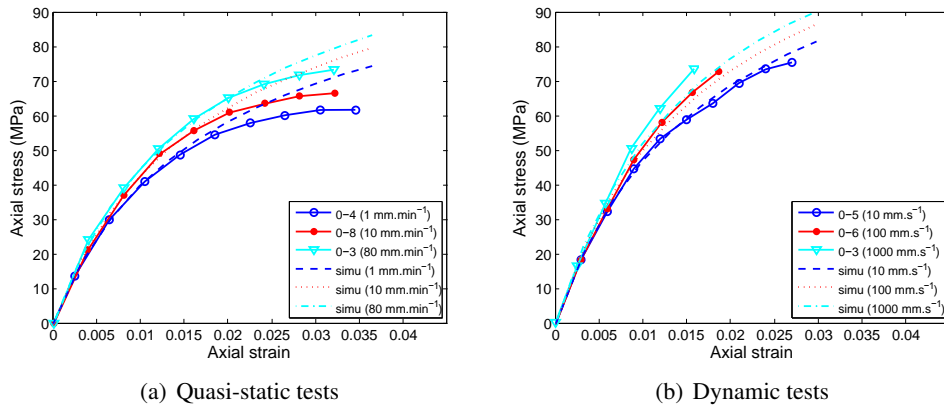 90
80
70
60
50
40
30
20
10
0
Axial stress (MPa)
0−4 (1 mm.min⁻¹)
0−8 (10 mm.min⁻¹)
0−3 (80 mm.min⁻¹)
simu (1 mm.min⁻¹)
simu (10 mm.min⁻¹)
simu (80 mm.min⁻¹)
0 0.005 0.01 0.015 0.02 0.025 0.03 0.035 0.04
Axial strain
(a) Quasi-static tests
90
80
70
60
50
40
30
20
10
0
Axial stress (MPa)
0−5 (10 mm.s⁻¹)
0−6 (100 mm.s⁻¹)
0−3 (1000 mm.s⁻¹)
simu (10 mm.s⁻¹)
simu (100 mm.s⁻¹)
simu (1000 mm.s⁻¹)
0 0.005 0.01 0.015 0.02 0.025 0.03 0.035 0.04
Axial strain
(b) Dynamic tests